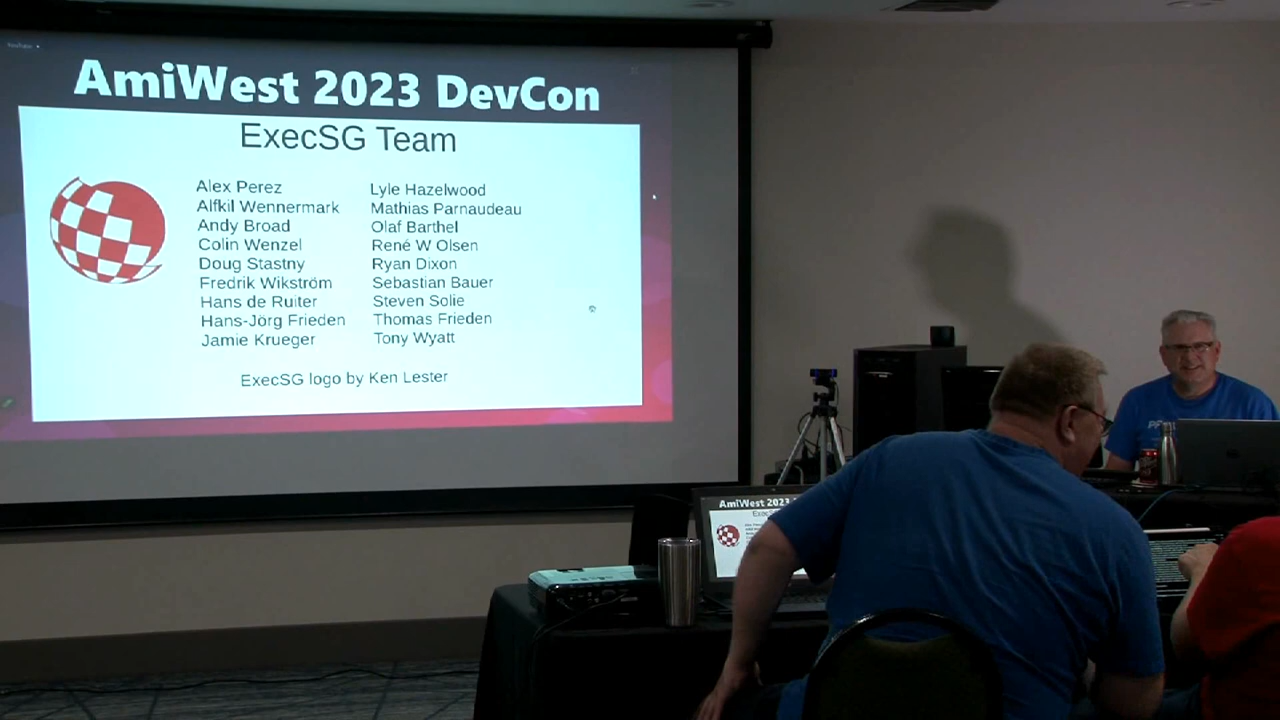 YouTube
AmiWest 2023 DevCon
ExecSG Team
Alex Perez
Alfkil Wennermark
Andy Broad
Colin Wenzel
Doug Stastny
Fredrik Wikström
Hans de Ruiter
Hans-Jörg Frieden
Jamie Krueger
Lyle Hazelwood
Mathias Parnaudeau
Olaf Barthel
René W Olsen
Ryan Dixon
Sebastian Bauer
Steven Solie
Thomas Frieden
Tony Wyatt
ExecSG logo by Ken Lester
AmiWest 2023